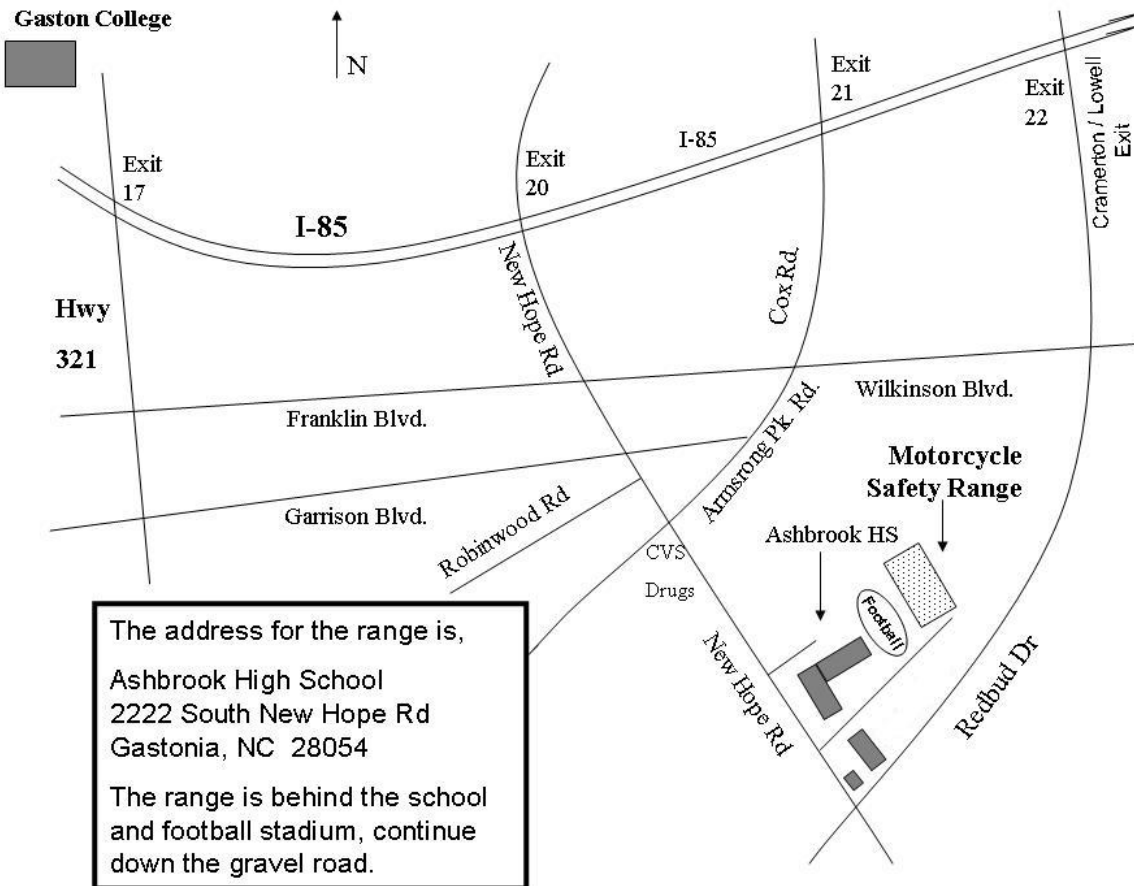 Gaston College
N
Exit
21
Exit
22
Cramerton / Lowell
Exit
Exit
17
Exit
20
I-85
I-85
New Hope Rd
Cox Rd.
Hwy
321
Franklin Blvd.
Wilkinson Blvd.
Armsrong Pk. Rd.
Motorcycle
Safety Range
Garrison Blvd.
Robinwood Rd
CVS
Drugs
Ashbrook HS
Football
New Hope Rd
Redbud Dr
The address for the range is,
Ashbrook High School
2222 South New Hope Rd
Gastonia, NC 28054
The range is behind the school
and football stadium, continue
down the gravel road.